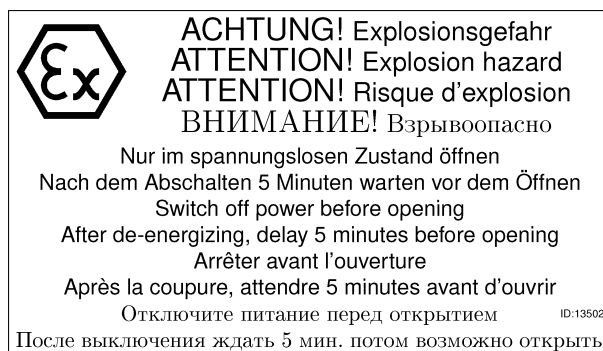 Ex
ACHTUNG! Explosionsgefahr
ATTENTION! Explosion hazard
ATTENTION! Risque d'explosion
ВНИМАНИЕ! Взрывоопасно
Nur im spannungslosen Zustand öffnen
Nach dem Abschalten 5 Minuten warten vor dem Öffnen
Switch off power before opening
After de-energizing, delay 5 minutes before opening
Arrêter avant l'ouverture
Après la coupure, attendre 5 minutes avant d'ouvrir
Отключите питание перед открытием
ID:13502
После выключения ждать 5 мин. потом возможно открыть